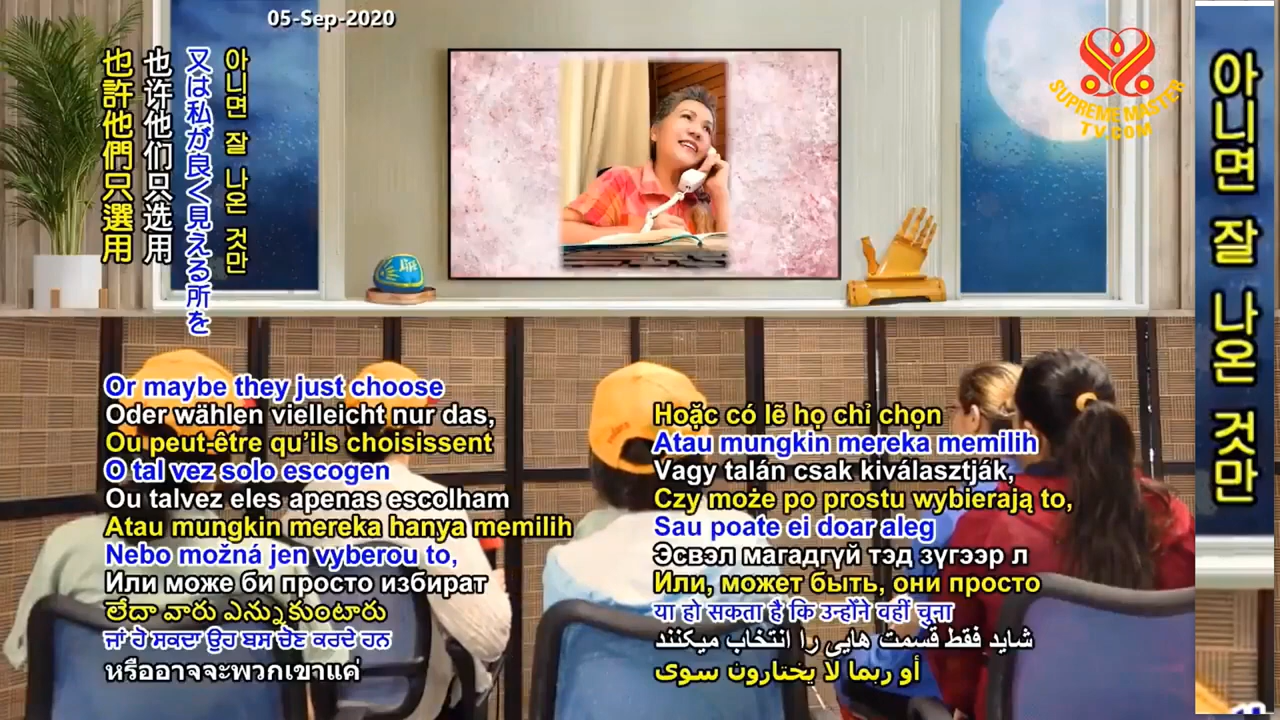 05-Sep-2020
아니면 잘 나온 것만
又は私が良く見える所を
也许他们只选用
也許他們只選用
SUPREME MASTER
TV.COM
아니면 잘 나온 것만
Or maybe they just choose
Oder wählen vielleicht nur das,
Ou peut-être qu’ils choisissent
O tal vez solo escogen
Ou talvez eles apenas escolham
Atau mungkin mereka hanya memilih
Nebo možná jen vyberou to,
Или може би просто избират
లేదా వారు ఎన్నుకుంటారు
ਜਾਂ ਹੋ ਸਕਦਾ ਉਹ ਬਸ ਚੋਣ ਕਰਦੇ ਹਨ
หรืออาจจะพวกเขาแค่
Hoặc có lẽ họ chỉ chọn
Atau mungkin mereka memilih
Vagy talán csak kiválasztják,
Czy może po prostu wybierają to,
Sau poate ei doar aleg
Эсвэл магадгүй тэд зүгээр л
Или, может быть, они просто
या हो सकता है कि उन्होंने वहीं चुना
شاید فقط قسمت هایی را انتخاب میکنند
أو ربما لا يختارون سوى